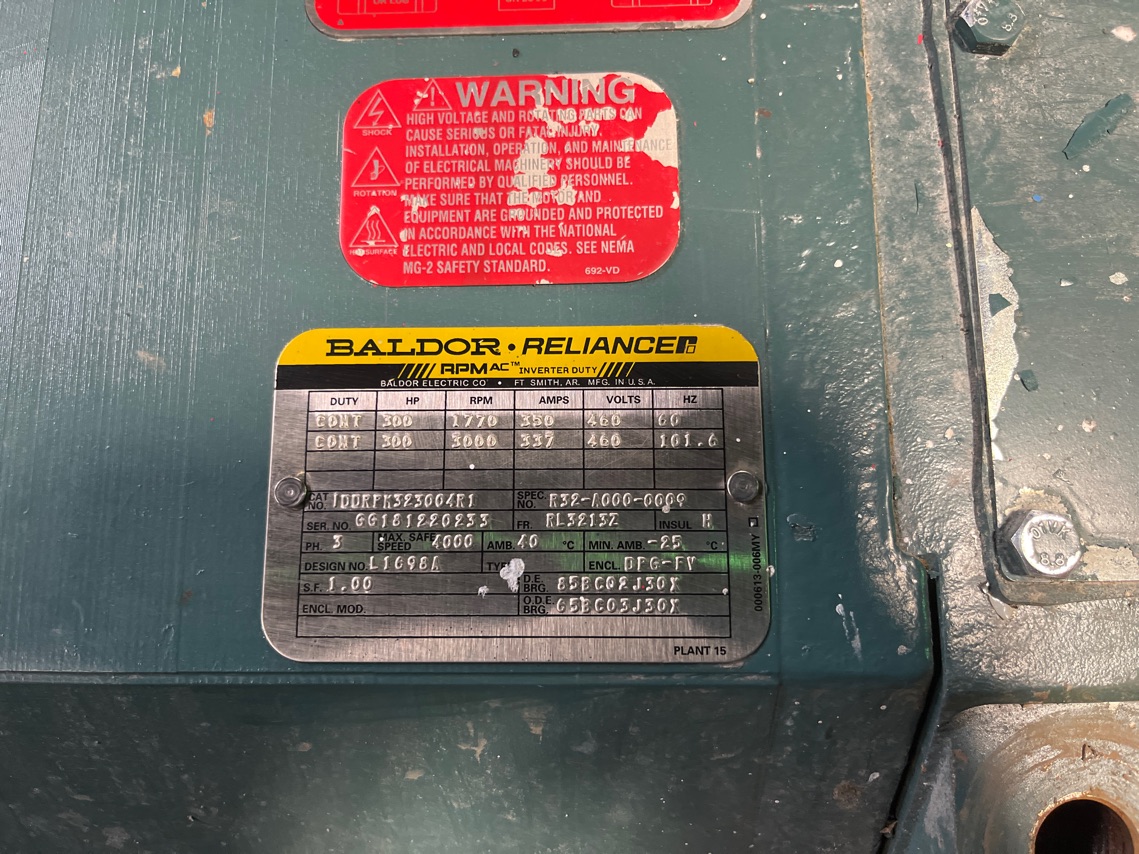 WARNING
SHOCK
ROTATION
HIGH VOLTAGE AND ROTATING PARTS CAN
CAUSE SERIOUS OR FATAL INJURY.
INSTALLATION, OPERATION, AND MAINTENANCE
OF ELECTRICAL MACHINERY SHOULD BE
PERFORMED BY QUALIFIED PERSONNEL.
MAKE SURE THAT THE MOTOR AND
EQUIPMENT ARE GROUNDED AND PROTECTED
IN ACCORDANCE WITH THE NATIONAL
ELECTRIC AND LOCAL CODES. SEE NEMA
MG-2 SAFETY STANDARD. 692-VD
BALDOR • RELIANCE
RPM AC™ INVERTER DUTY
BALDOR ELECTRIC CO • FT SMITH, AR. MFG. IN U.S.A.
DUTY HP RPM AMPS VOLTS HZ
CONT 300 1770 350 460 60
CONT 300 3000 337 460 101.6
CAT NO. SPEC. NO. R32-A000-0009
SER. NO. GG181220233 FR. RL3213Z INSUL H
PH. 3 MAX. SAFE SPEED 4000 AMB. 40 °C MIN. AMB. -25 °C
DESIGN NO. L1698A ENCL. DPG-FV
S.F. 1.00 D.E. BRG. 85BC02J30X
ENCL. MOD. O.D.E. BRG. 65BC03J30X
PLANT 15
000613-006MY
8.8
8.8